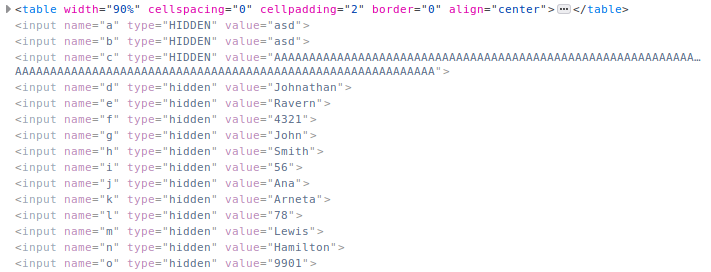 <table width="90%" cellspacing="0" cellpadding="2" border="0" align="center">⋯</table>
<input name="a" type="HIDDEN" value="asd">
<input name="b" type="HIDDEN" value="asd">
<input name="c" type="HIDDEN" value="AAAAAAAAAAAAAAAAAAAAAAAAAAAAAAAAAAAAAAAAAAAAAAAAAAAAAAAAAAAA…
AAAAAAAAAAAAAAAAAAAAAAAAAAAAAAAAAAAAAAAAAAAAAAAAAAAAAAAAAAAA">
<input name="d" type="hidden" value="Johnathan">
<input name="e" type="hidden" value="Ravern">
<input name="f" type="hidden" value="4321">
<input name="g" type="hidden" value="John">
<input name="h" type="hidden" value="Smith">
<input name="i" type="hidden" value="56">
<input name="j" type="hidden" value="Ana">
<input name="k" type="hidden" value="Arneta">
<input name="l" type="hidden" value="78">
<input name="m" type="hidden" value="Lewis">
<input name="n" type="hidden" value="Hamilton">
<input name="o" type="hidden" value="9901">